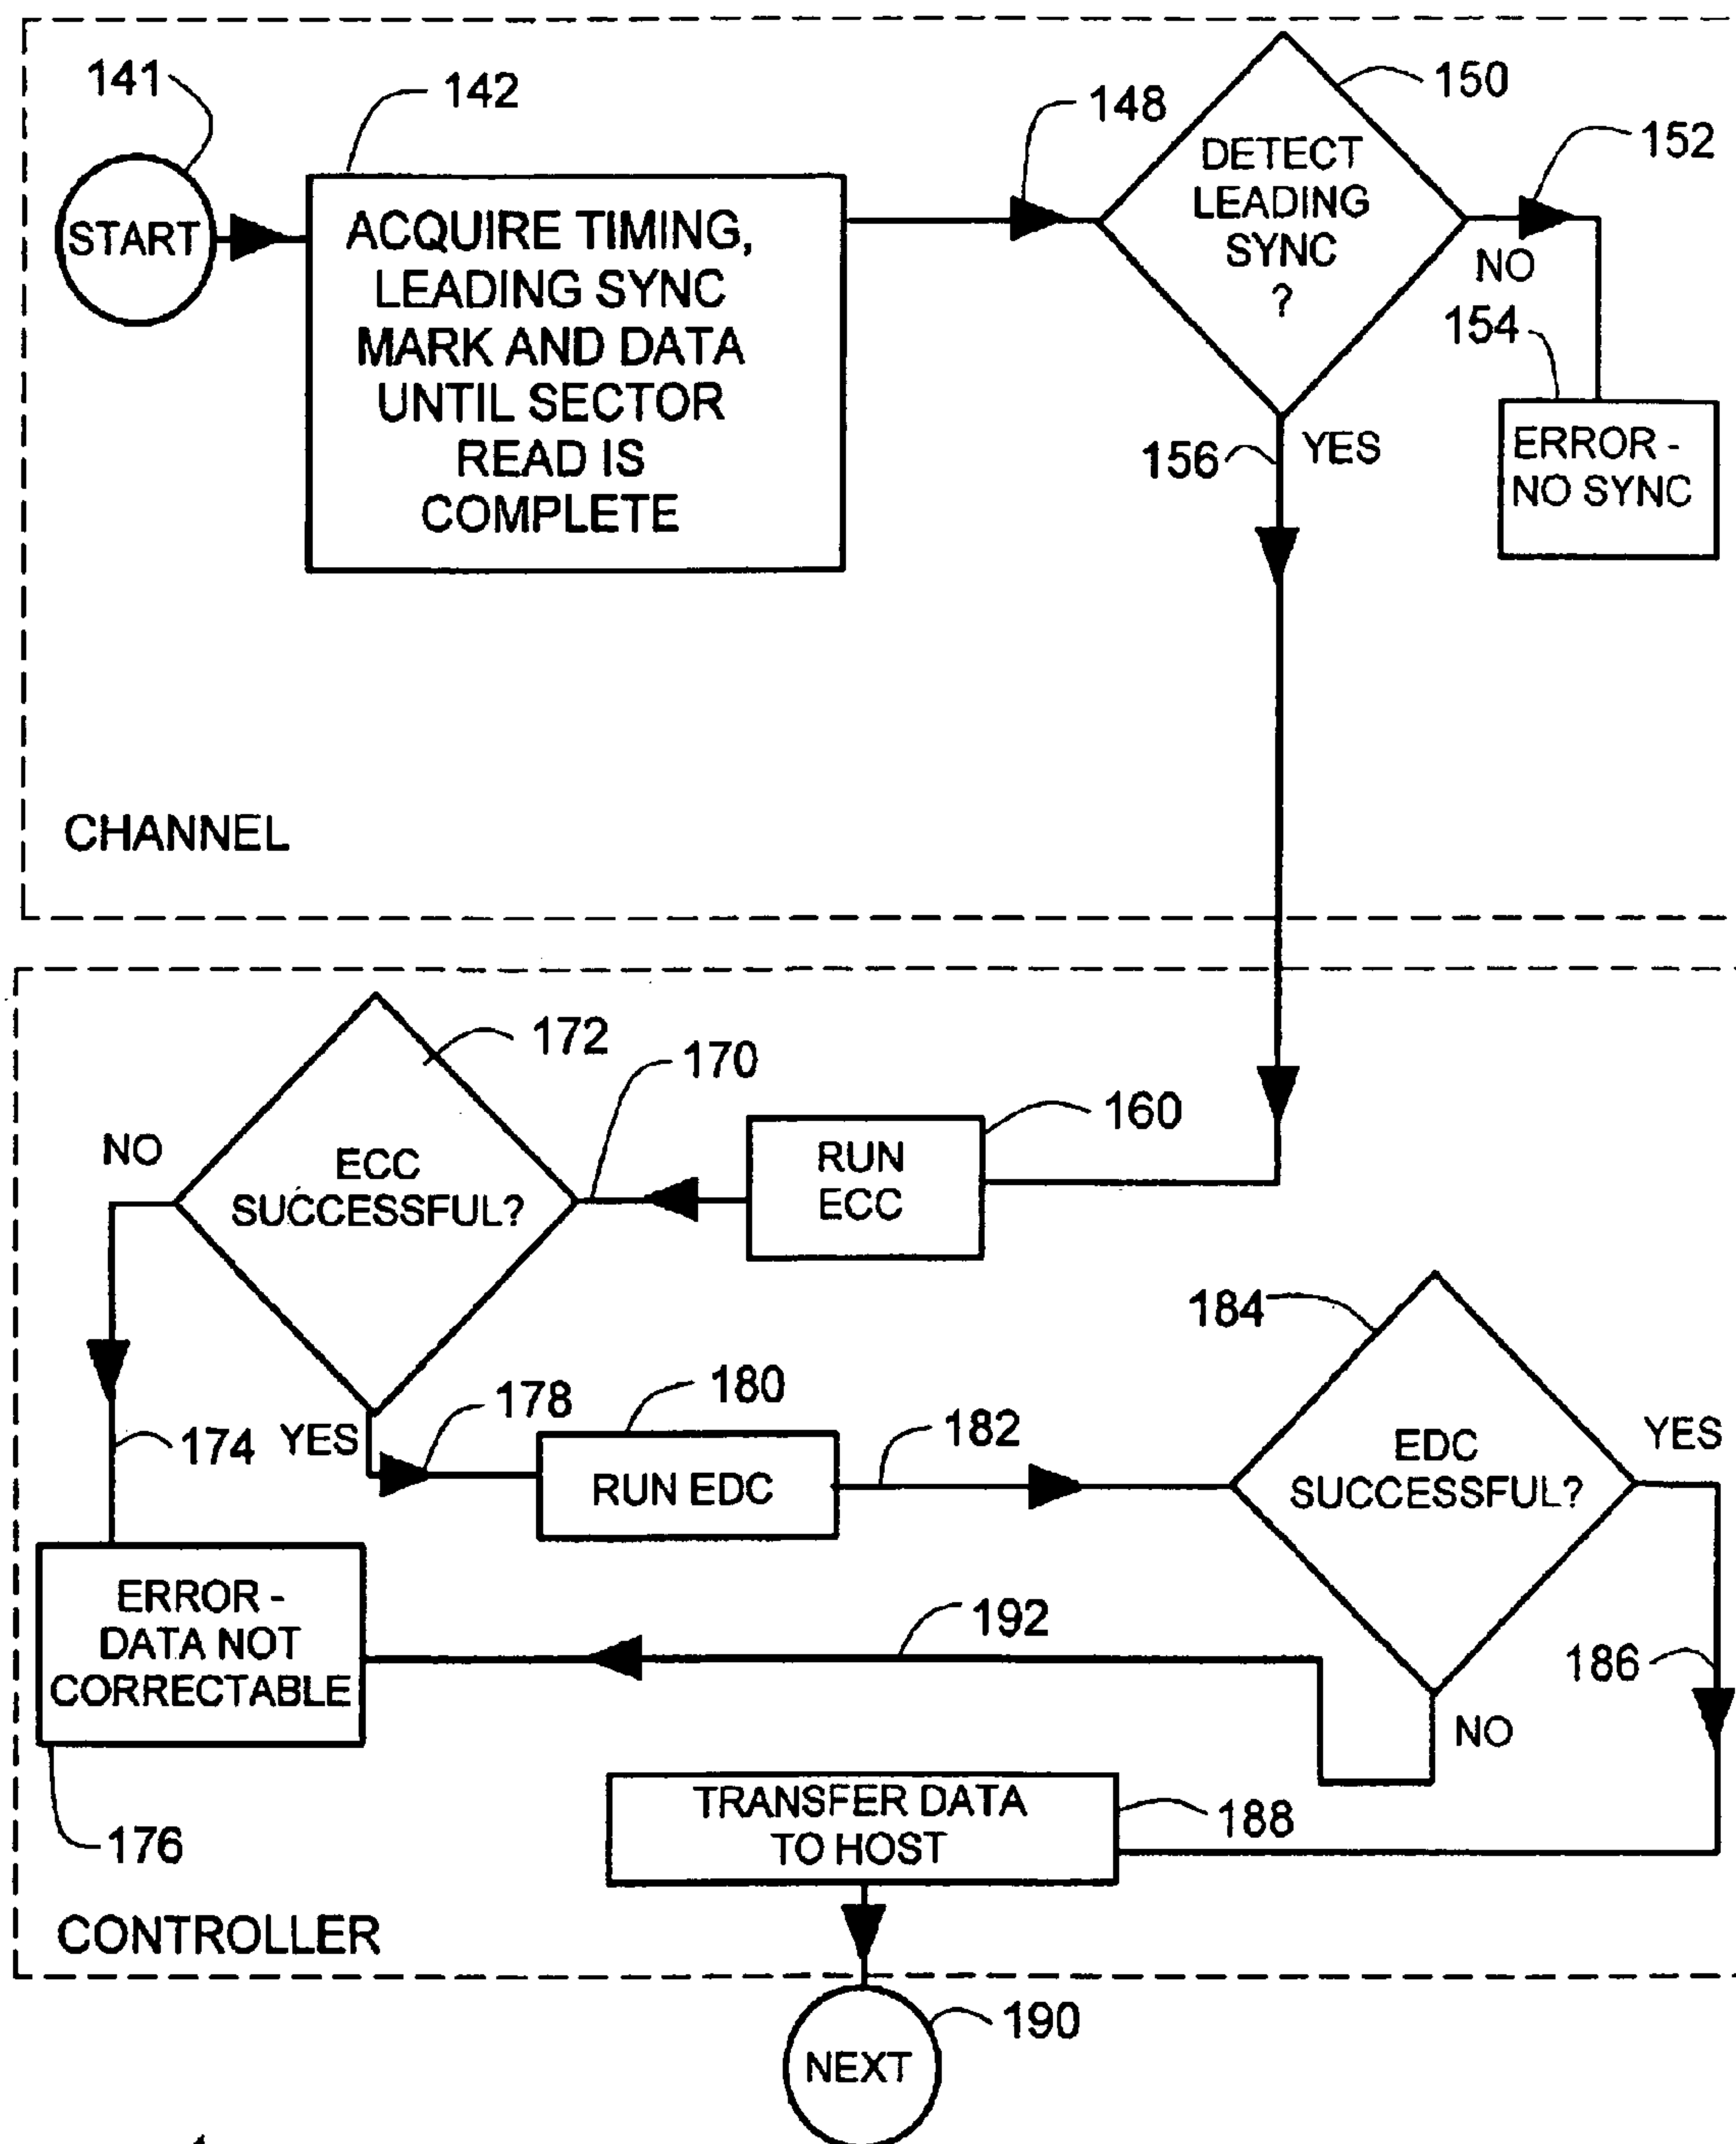 141
142
148
150
152
START
ACQUIRE TIMING,
LEADING SYNC
MARK AND DATA
UNTIL SECTOR
READ IS
COMPLETE
DETECT
LEADING
SYNC
?
NO
154
ERROR -
NO SYNC
156
YES
CHANNEL
172
170
160
NO
ECC
SUCCESSFUL?
RUN
ECC
184
174
YES
178
180
RUN EDC
182
EDC
SUCCESSFUL?
YES
ERROR -
DATA NOT
CORRECTABLE
192
186
NO
176
TRANSFER DATA
TO HOST
188
CONTROLLER
190
NEXT